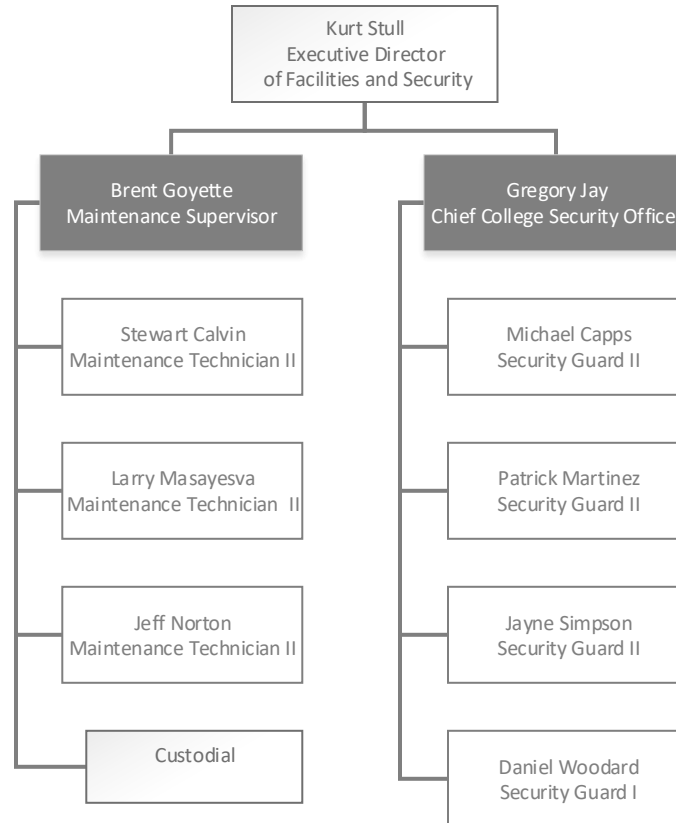 Kurt Stull
Executive Director
of Facilities and Security
Brent Goyette
Maintenance Supervisor
Gregory Jay
Chief College Security Office
Stewart Calvin
Maintenance Technician II
Michael Capps
Security Guard II
Larry Masayesva
Maintenance Technician II
Patrick Martinez
Security Guard II
Jeff Norton
Maintenance Technician II
Jayne Simpson
Security Guard II
Custodial
Daniel Woodard
Security Guard I